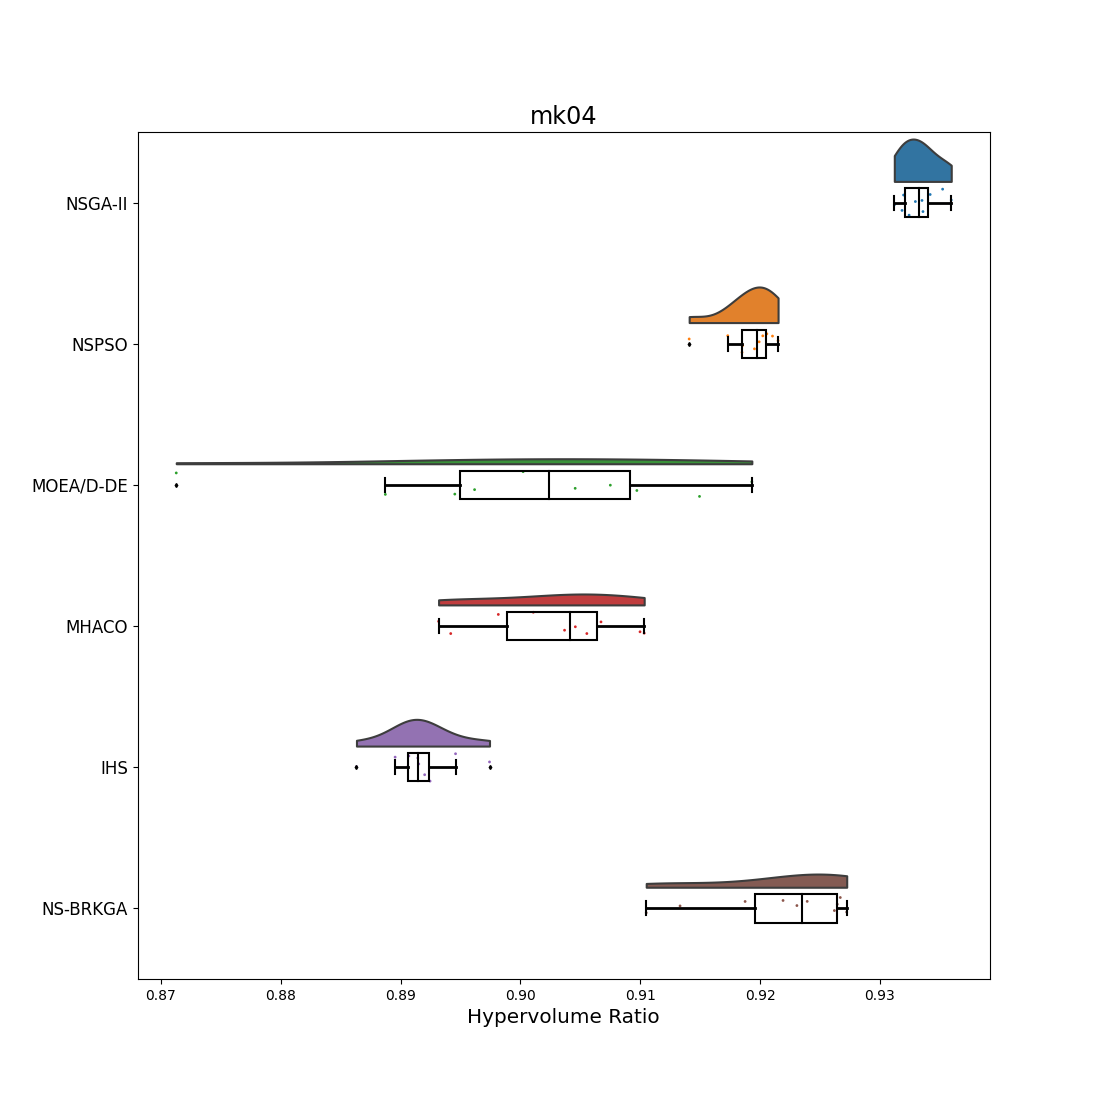 mk04
NSGA-II
NSPSO
MOEA/D-DE
MHACO
IHS
NS-BRKGA
0.87 0.88 0.89 0.90 0.91 0.92 0.93
Hypervolume Ratio